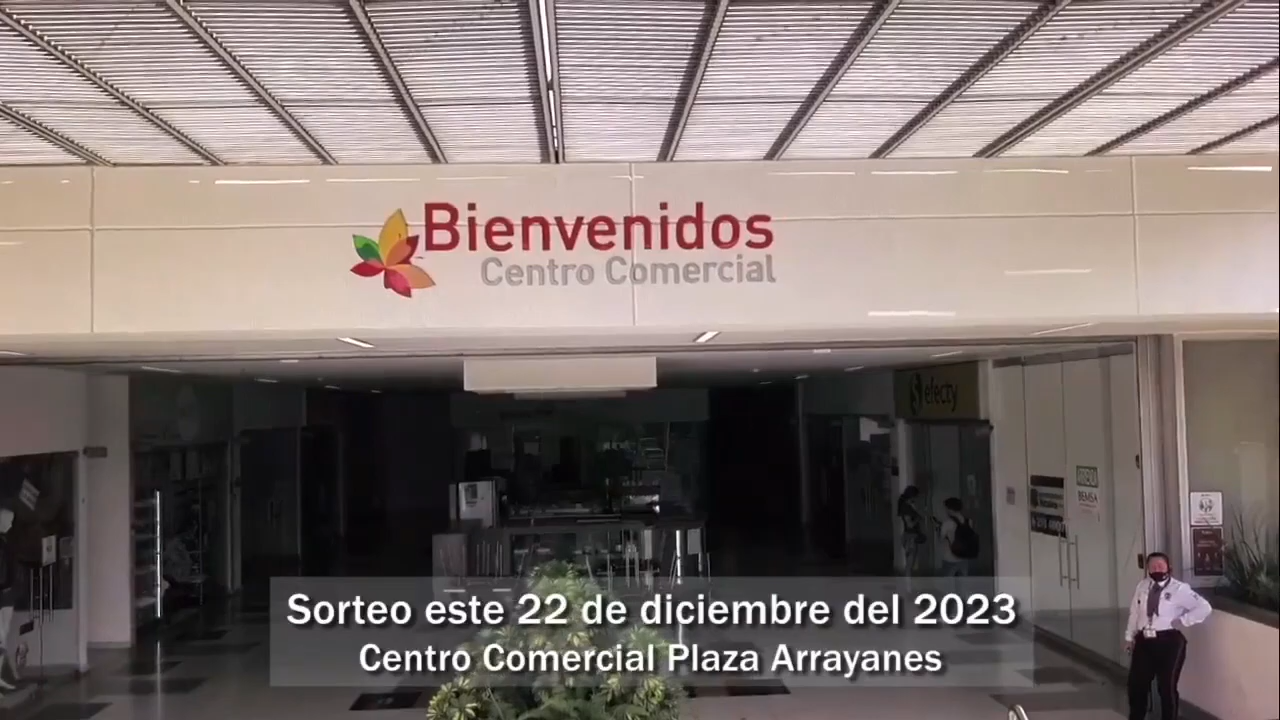 Bienvenidos
Centro Comercial
efecty
Sorteo este 22 de diciembre del 2023
Centro Comercial Plaza Arrayanes